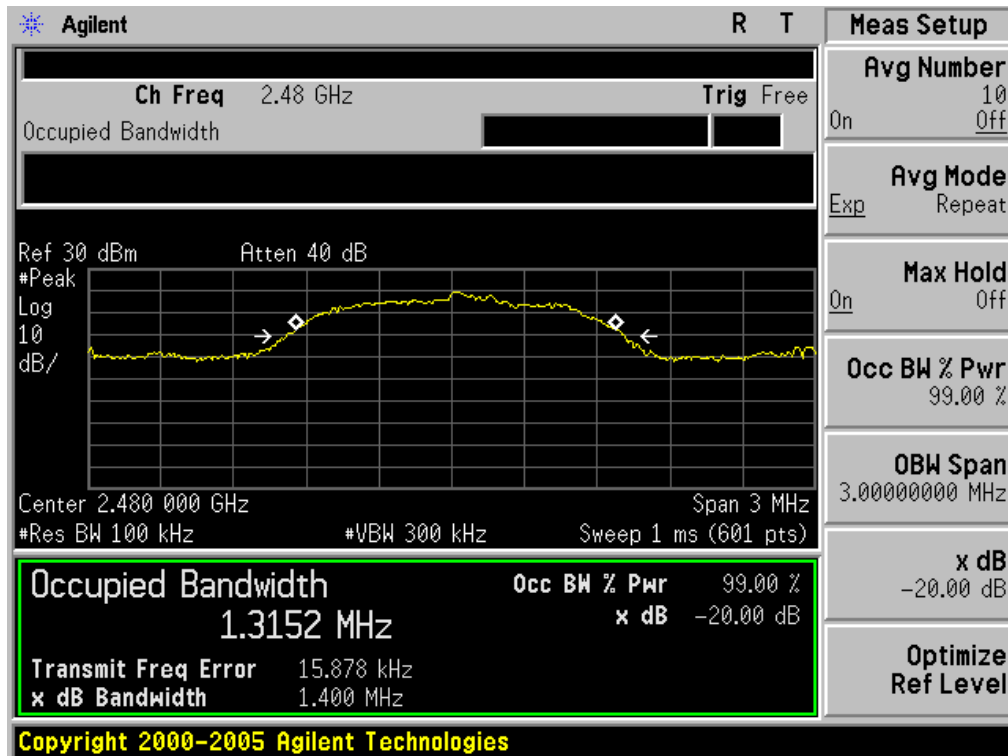 Agilent R T
Ch Freq 2.48 GHz Trig Free
Occupied Bandwidth
Ref 30 dBm Atten 40 dB
#Peak
Log
10
dB/
Center 2.480 000 GHz Span 3 MHz
#Res BW 100 kHz #VBW 300 kHz Sweep 1 ms (601 pts)
Occupied Bandwidth Occ BW % Pwr 99.00 %
1.3152 MHz x dB -20.00 dB
Transmit Freq Error 15.878 kHz
x dB Bandwidth 1.400 MHz
Copyright 2000-2005 Agilent Technologies
Meas Setup
Avg Number
10
On Off
Avg Mode
Exp Repeat
Max Hold
On Off
Occ BW % Pwr
99.00 %
OBW Span
3.00000000 MHz
x dB
-20.00 dB
Optimize
Ref Level